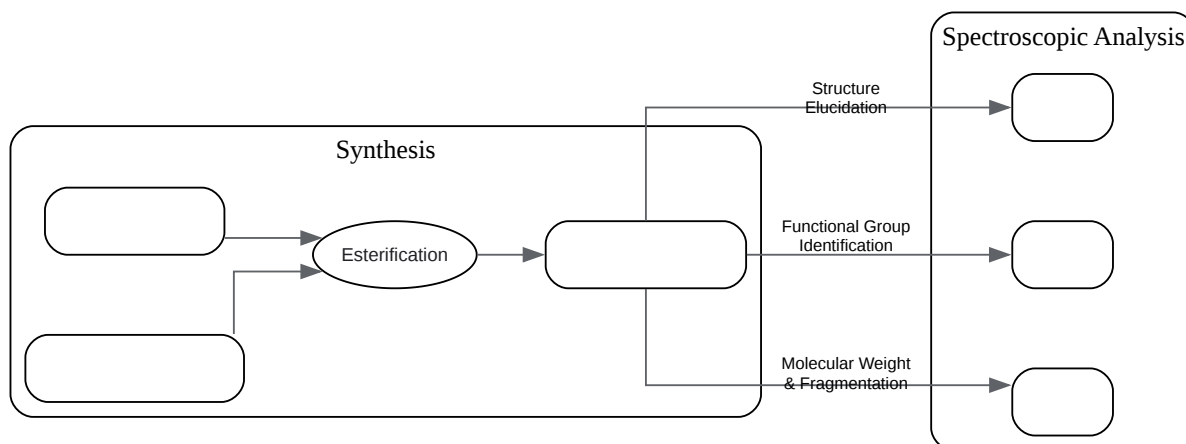 Spectroscopic Analysis
Structure
Elucidation
Synthesis
Functional Group
Identification
Esterification
Molecular Weight
& Fragmentation